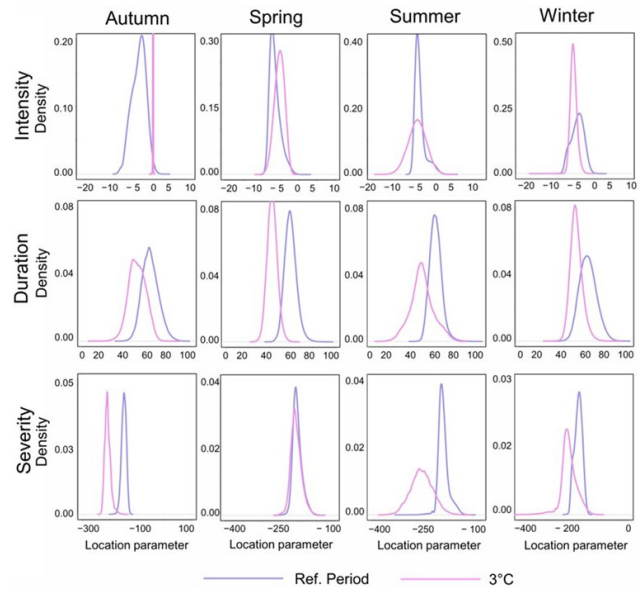 Autumn Spring Summer Winter
Intensity
Density
0.20 0.30 0.40 0.50
0.10 0.15 0.20 0.25
0.00 0.00 0.00 0.00
-20 -15 -10 -5 0 5 10 -20 -15 -10 -5 0 5 10 -20 -15 -10 -5 0 5 10 -20 -15 -10 -5 0 5 10
Duration
Density
0.08 0.08 0.08 0.08
0.04 0.04 0.04 0.04
0.00 0.00 0.00 0.00
0 20 40 60 80 100 0 20 40 60 80 100 0 20 40 60 80 100 0 20 40 60 80 100
Severity
Density
0.05 0.04 0.04 0.03
0.03 0.02 0.02 0.02
0.00 0.00 0.00 0.00
-300 -100 100 -400 -250 -100 -400 -250 -100 -400 -200 0
Location parameter Location parameter Location parameter Location parameter
Ref. Period 3°C